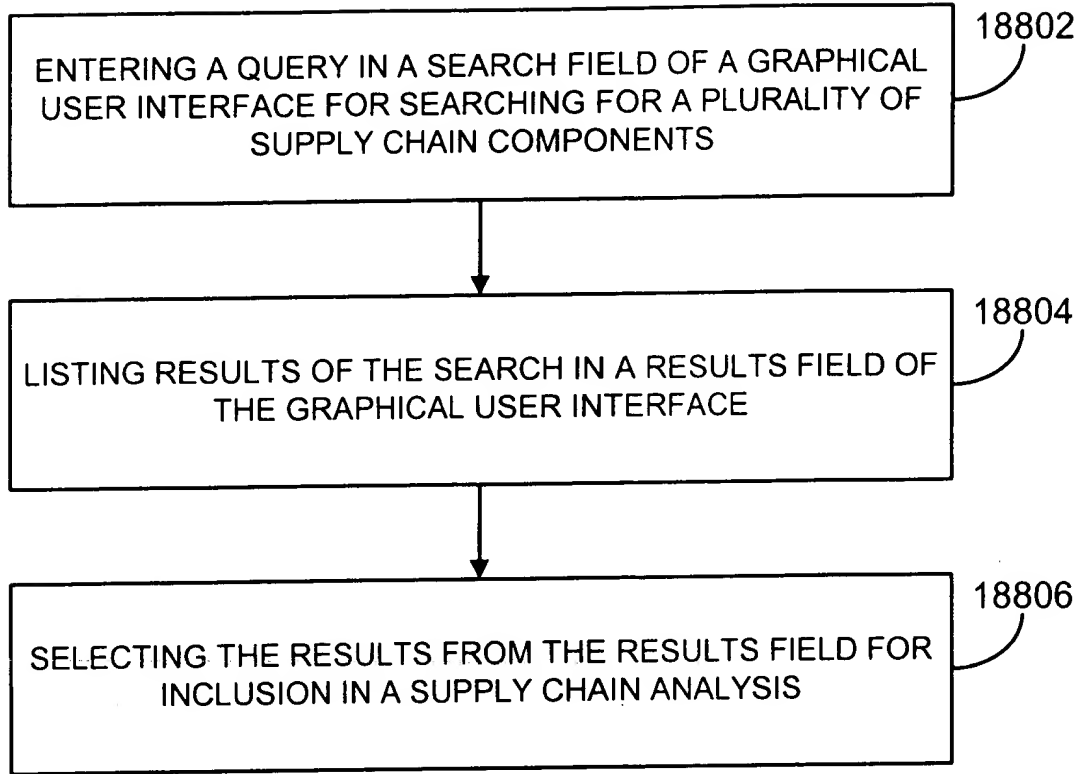 18802
ENTERING A QUERY IN A SEARCH FIELD OF A GRAPHICAL
USER INTERFACE FOR SEARCHING FOR A PLURALITY OF
SUPPLY CHAIN COMPONENTS
18804
LISTING RESULTS OF THE SEARCH IN A RESULTS FIELD OF
THE GRAPHICAL USER INTERFACE
18806
SELECTING THE RESULTS FROM THE RESULTS FIELD FOR
INCLUSION IN A SUPPLY CHAIN ANALYSIS